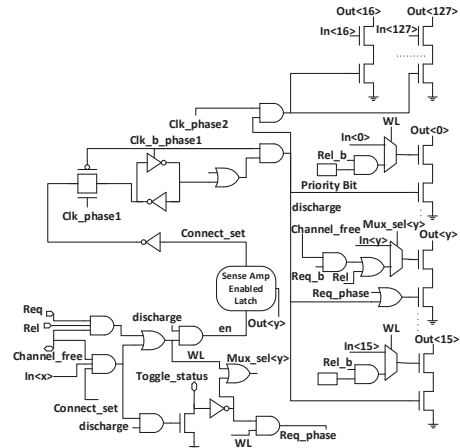 Out<16>
Out<127>
In<16>
In<127>
Clk_phase2
Clk_b_phase1
WL
Out<0>
In<0>
Rel_b
Priority Bit
Clk_phase1
discharge
Mux_sel<y>
Channel_free
Out<y>
In<y>
Connect_set
Req_b
Rel
Sense Amp
Enabled
Latch
Req_phase
Req
discharge
Rel
en
Out<y>
WL
Out<15>
Channel_free
WL
Mux_sel<y>
In<15>
In<x>
Rel_b
Toggle_status
Connect_set
discharge
WL
Req_phase